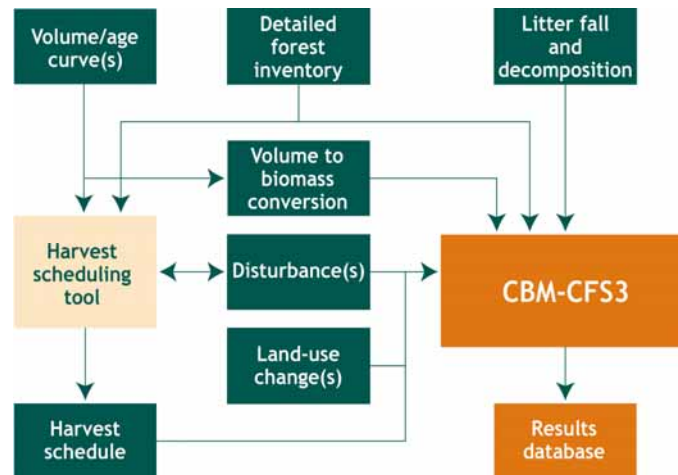 Volume/age
curve(s)
Detailed
forest
inventory
Litter fall
and
decomposition
Volume to
biomass
conversion
Harvest
scheduling
tool
Disturbance(s)
CBM-CFS3
Land-use
change(s)
Harvest
schedule
Results
database